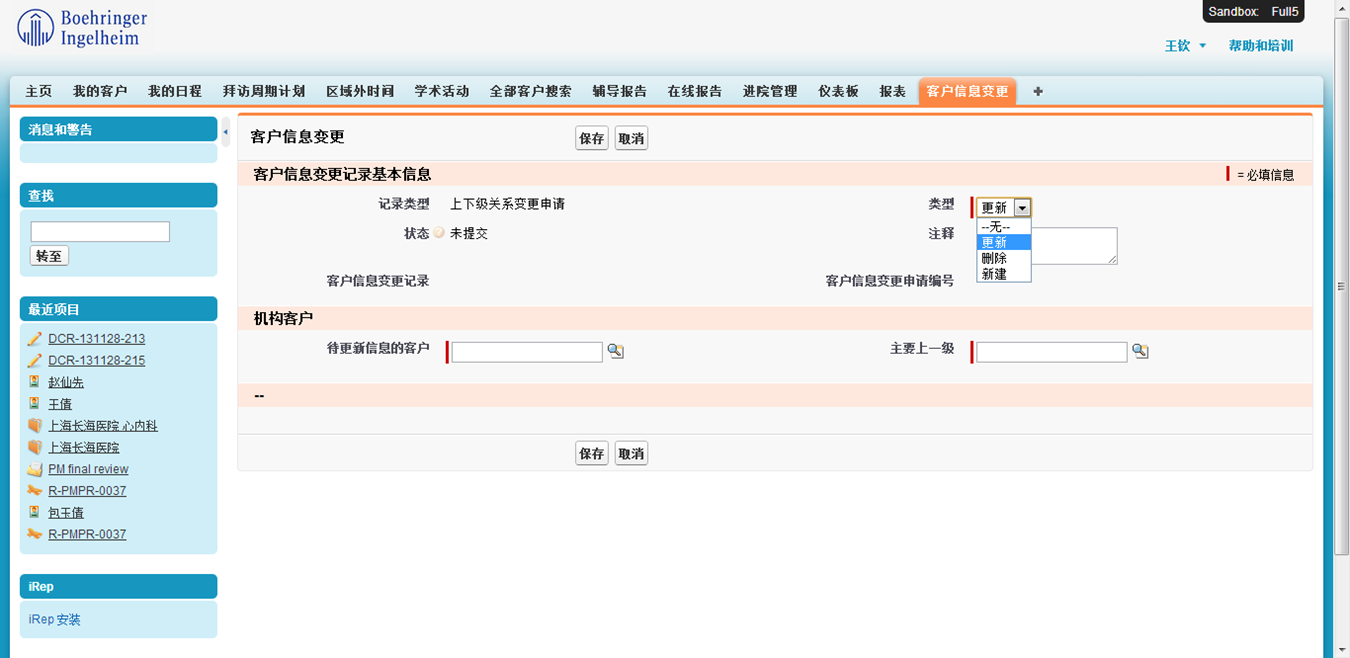 Boehringer
Ingelheim
Sandbox: Full5
王钦 帮助和培训
主页 我的客户 我的日程 拜访周期计划 区域外时间 学术活动 全部客户搜索 辅导报告 在线报告 进院管理 仪表板 报表 客户信息变更 +
消息和警告
查找
转至
最近项目
DCR-131128-213
DCR-131128-215
赵仙先
王倩
上海长海医院 心内科
上海长海医院
PM final review
R-PMPR-0037
包玉倩
R-PMPR-0037
iRep
iRep 安装
客户信息变更 保存 取消
客户信息变更记录基本信息 = 必填信息
记录类型 上下级关系变更申请 类型 更新
--无--
更新
删除
新建
状态 未提交 注释
客户信息变更记录 客户信息变更申请编号
机构客户
待更新信息的客户 主要上一级
--
保存 取消